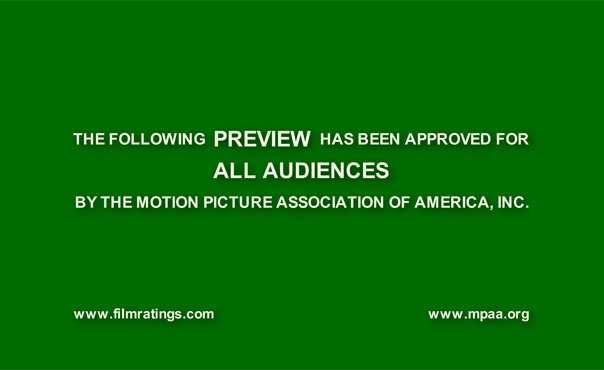 THE FOLLOWING PREVIEW HAS BEEN APPROVED FOR
ALL AUDIENCES
BY THE MOTION PICTURE ASSOCIATION OF AMERICA, INC.
www.filmratings.com www.mpaa.org